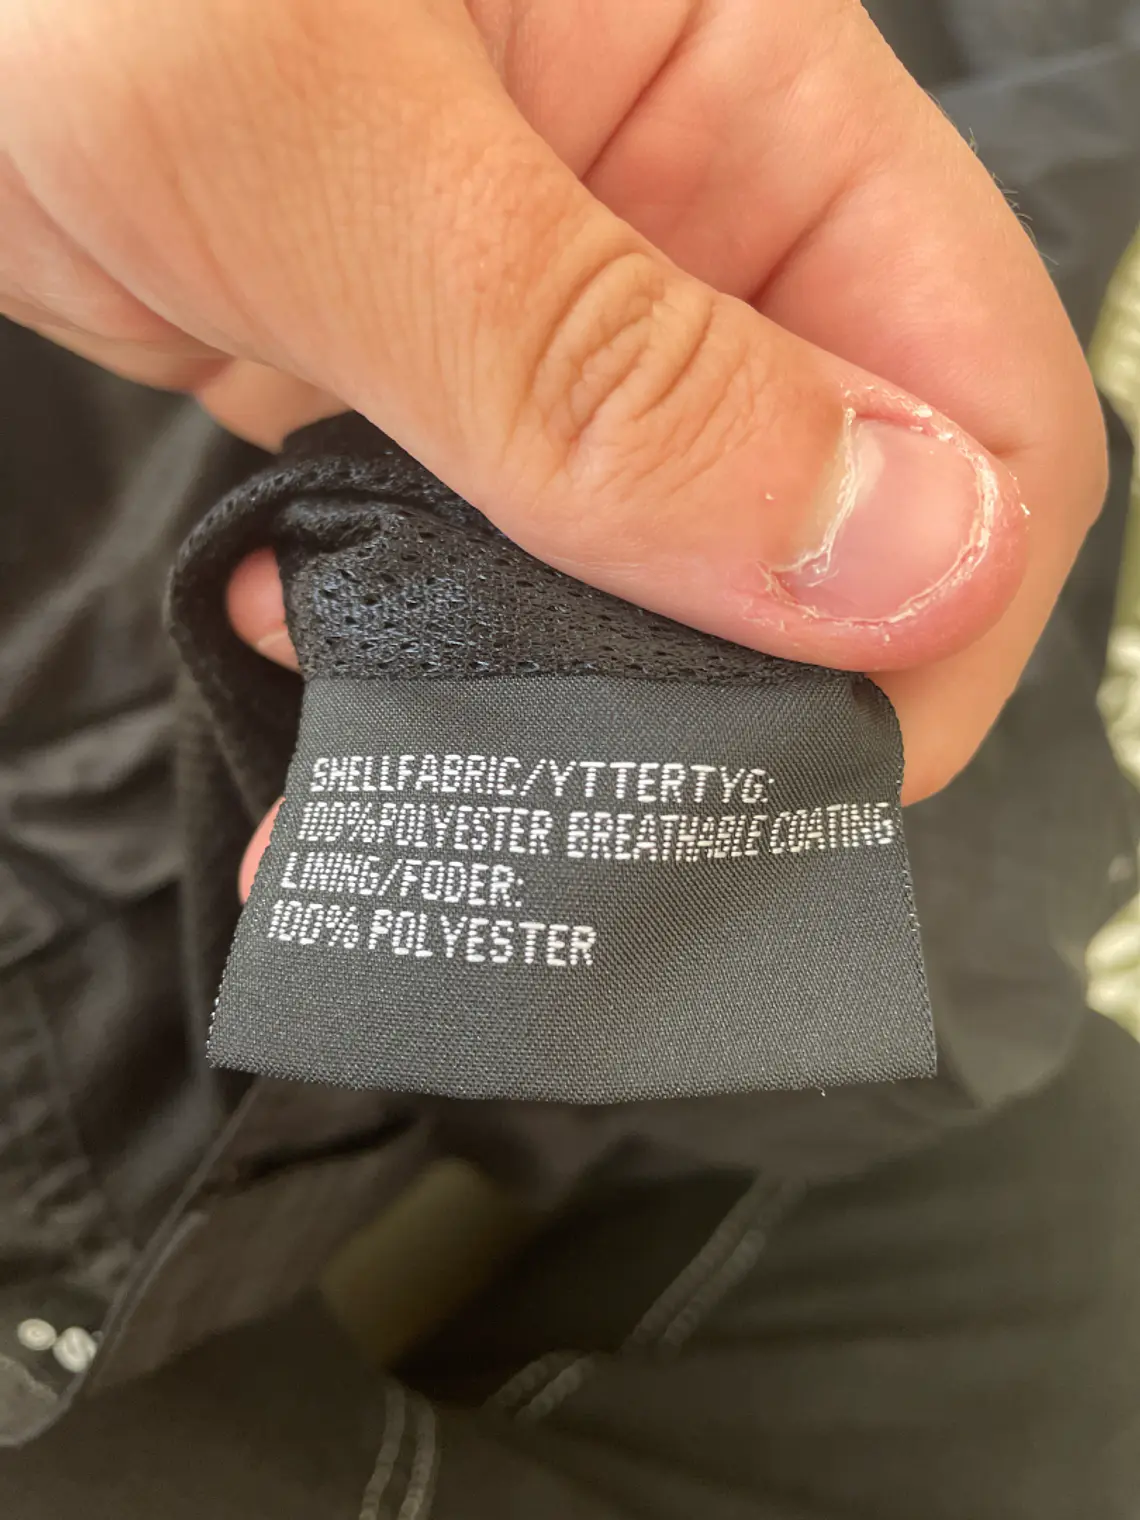 SHELLFABRIC/YTTERTYG:
100%POLYESTER BREATHABLE COATING
LINING/FODER:
100% POLYESTER